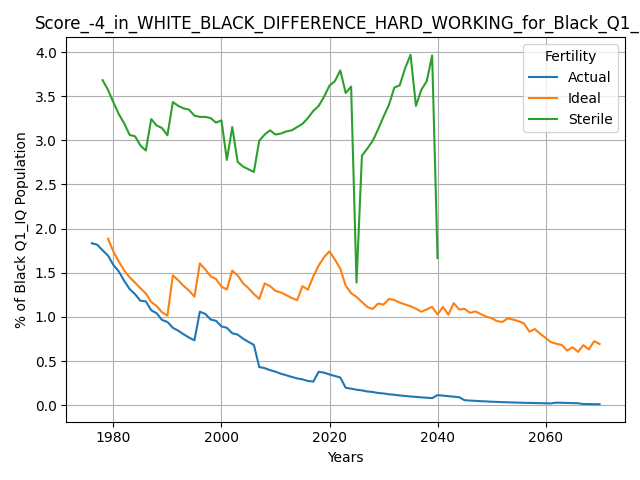 Score_-4_in_WHITE_BLACK_DIFFERENCE_HARD_WORKING_for_Black_Q1_
4.0
3.5
3.0
2.5
2.0
1.5
1.0
0.5
0.0
% of Black Q1_IQ Population
Fertility
Actual
Ideal
Sterile
1980 2000 2020 2040 2060
Years